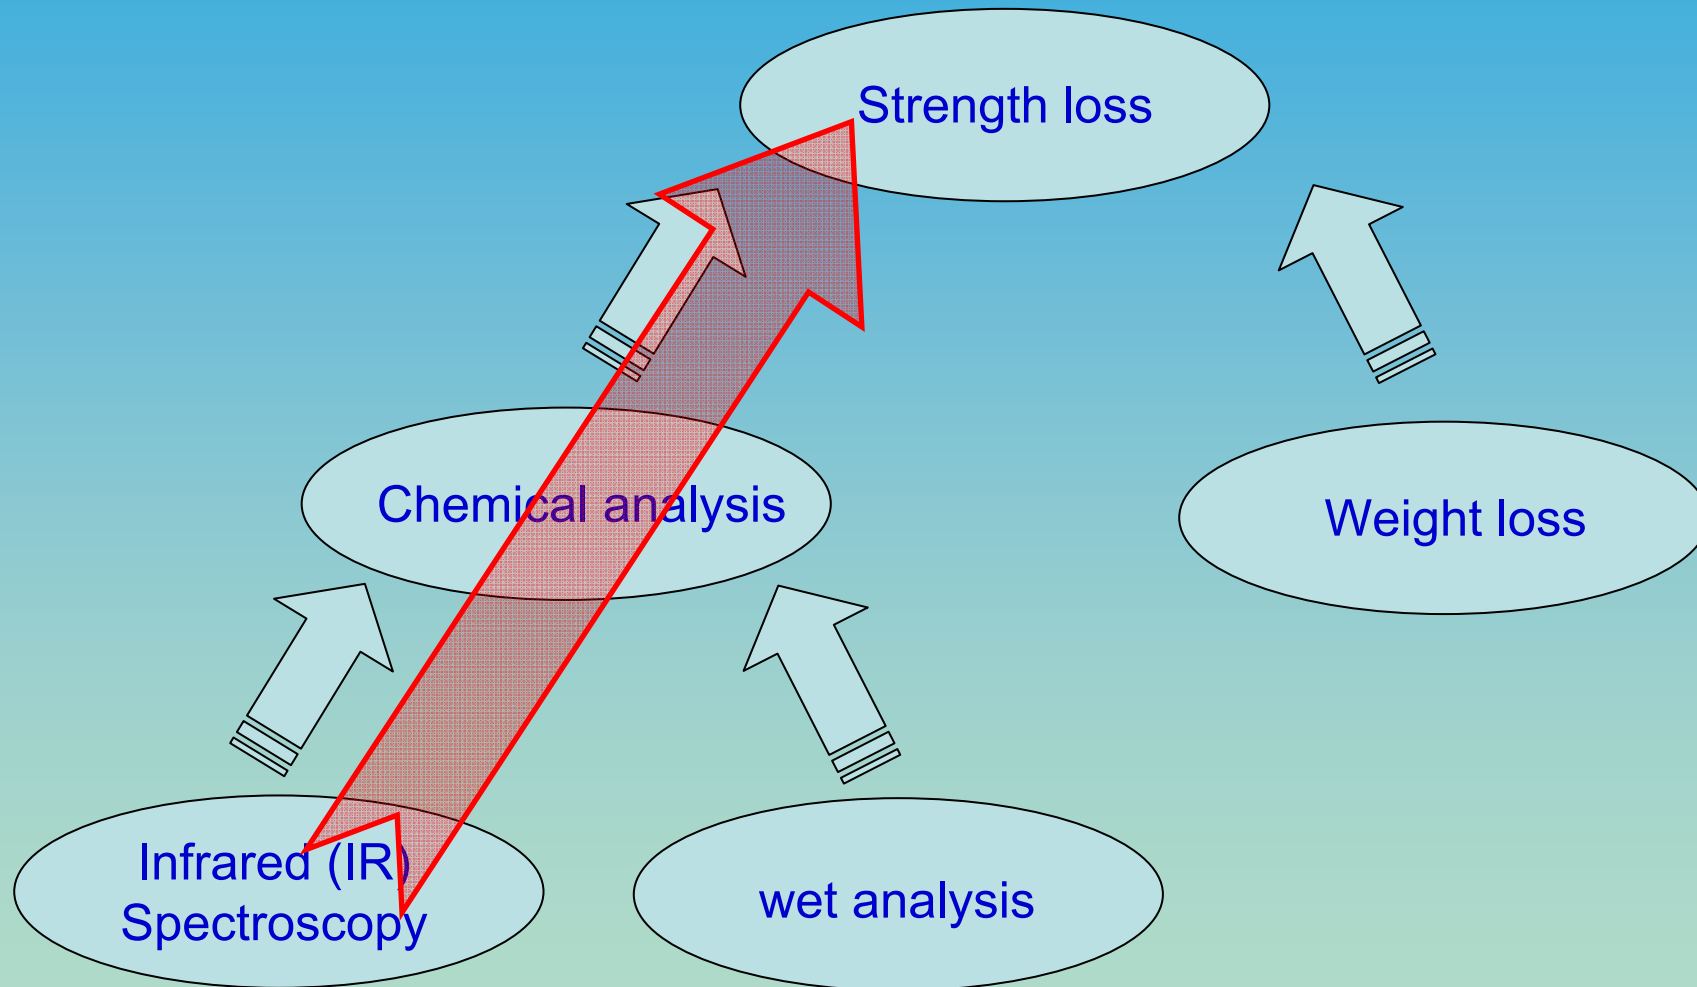 Strength loss
Chemical analysis
Weight loss
Infrared (IR)
Spectroscopy
wet analysis